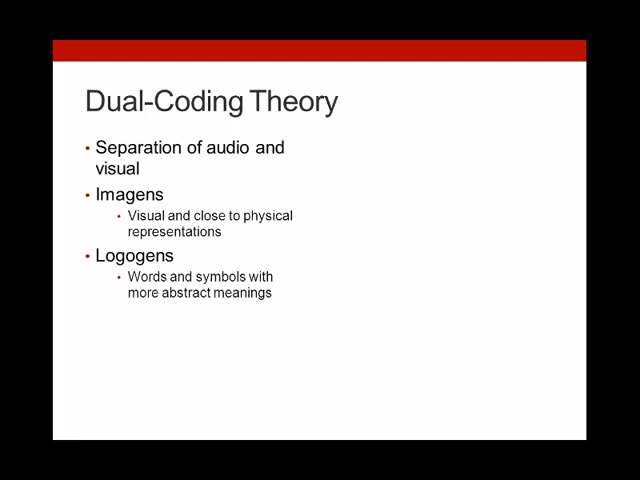 Dual-Coding Theory
• Separation of audio and
visual
• Imagens
• Visual and close to physical
representations
• Logogens
• Words and symbols with
more abstract meanings